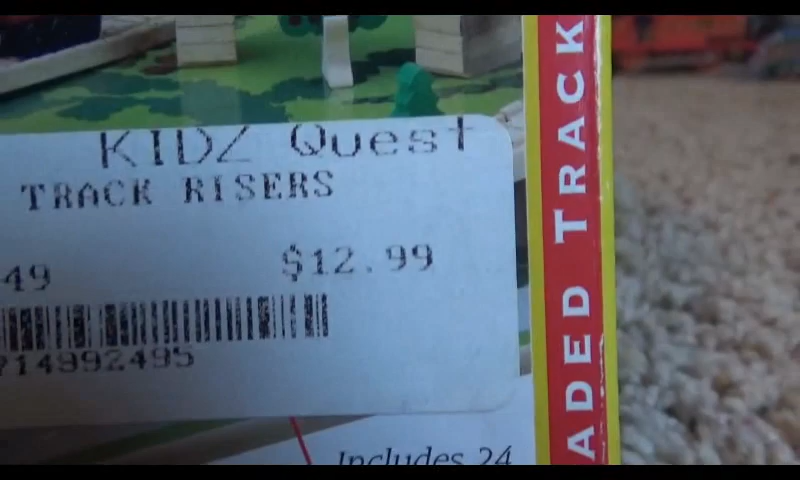 KIDZ Quest
TRACK RISERS
49
$12.99
714992495
Includes 24
ADED TRACK